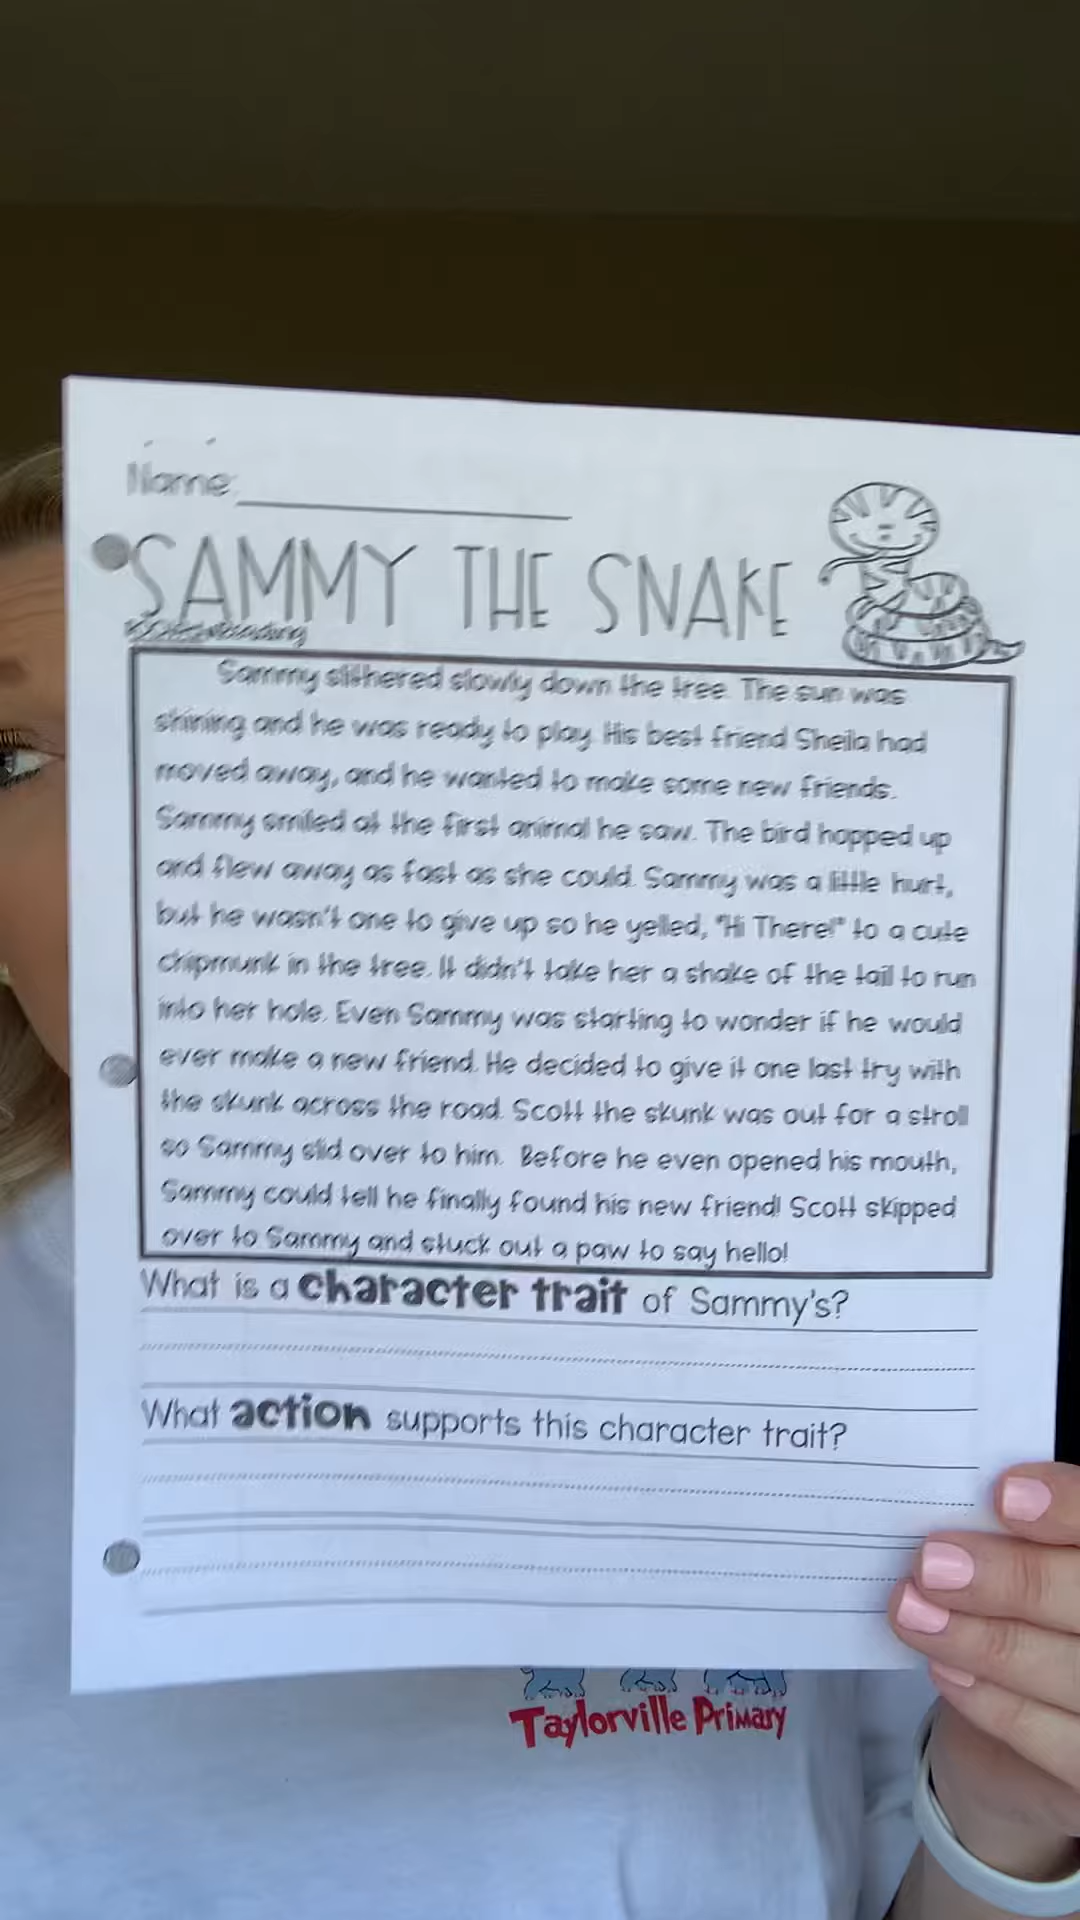 Name:
SAMMY THE SNAKE
Sammy slithered slowly down the tree. The sun was
shining and he was ready to play. His best friend Sheila had
moved away, and he wanted to make some new friends.
Sammy smiled at the first animal he saw. The bird hopped up
and flew away as fast as she could. Sammy was a little hurt,
but he wasn't one to give up so he yelled, "Hi There!" to a cute
chipmunk in the tree. It didn't take her a shake of the tail to run
into her hole. Even Sammy was starting to wonder if he would
ever make a new friend. He decided to give it one last try with
the skunk across the road. Scott the skunk was out for a stroll
so Sammy slid over to him. Before he even opened his mouth,
Sammy could tell he finally found his new friend! Scott skipped
over to Sammy and stuck out a paw to say hello!
What is a character trait of Sammy's?
What action supports this character trait?
Taylorville Primary